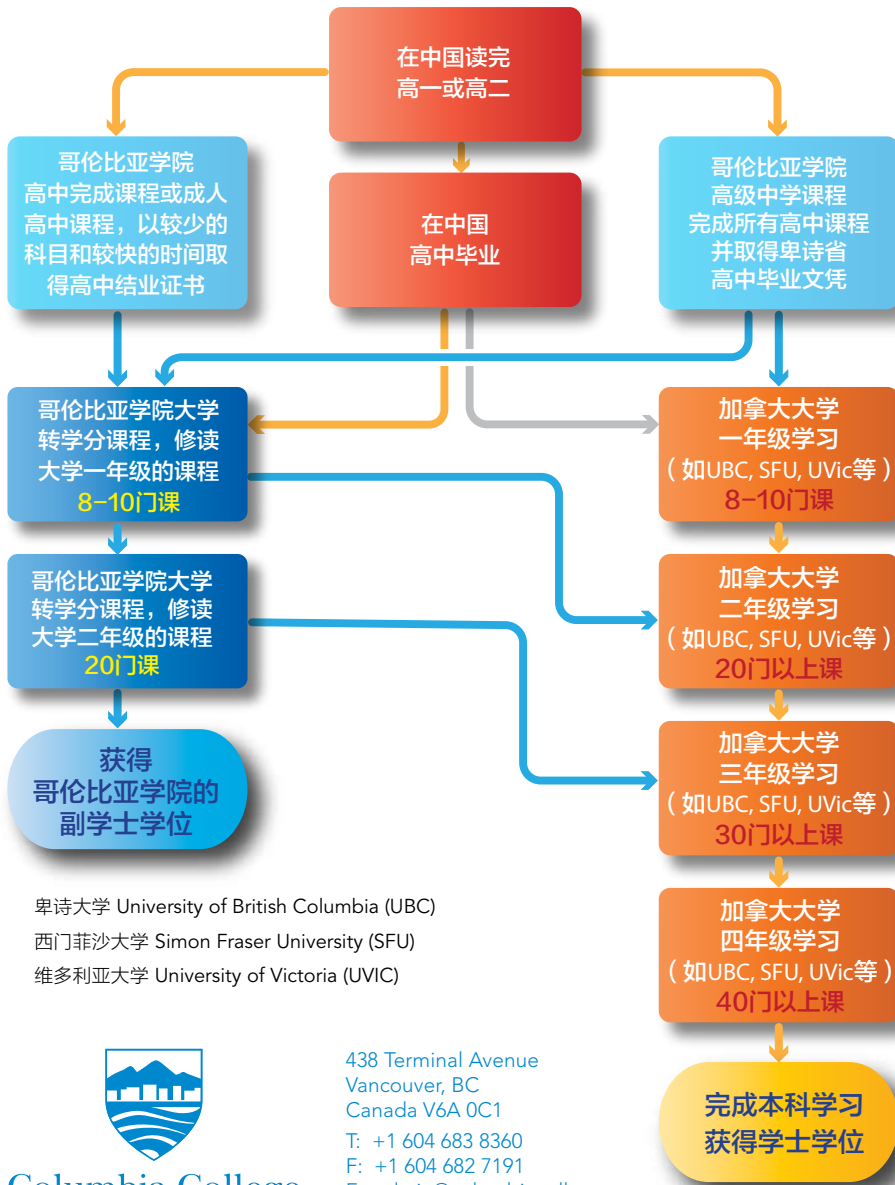 在中国读完
高一或高二
哥伦比亚学院
高中完成课程或成人
高中课程，以较少的
科目和较快的时间取
得高中结业证书
在中国
高中毕业
哥伦比亚学院
高级中学课程
完成所有高中课程
并取得卑诗省
高中毕业文凭
哥伦比亚学院大学
转学分课程，修读
大学一年级的课程
8-10门课
加拿大大学
一年级学习
（如UBC, SFU, UVic等）
8-10门课
哥伦比亚学院大学
转学分课程，修读
大学二年级的课程
20门课
加拿大大学
二年级学习
（如UBC, SFU, UVic等）
20门以上课
获得
哥伦比亚学院的
副学士学位
加拿大大学
三年级学习
（如UBC, SFU, UVic等）
30门以上课
卑诗大学 University of British Columbia (UBC)
西门菲沙大学 Simon Fraser University (SFU)
维多利亚大学 University of Victoria (UVIC)
加拿大大学
四年级学习
（如UBC, SFU, UVic等）
40门以上课
完成本科学习
获得学士学位
438 Terminal Avenue
Vancouver, BC
Canada V6A 0C1
T: +1 604 683 8360
F: +1 604 682 7191
Columbia College